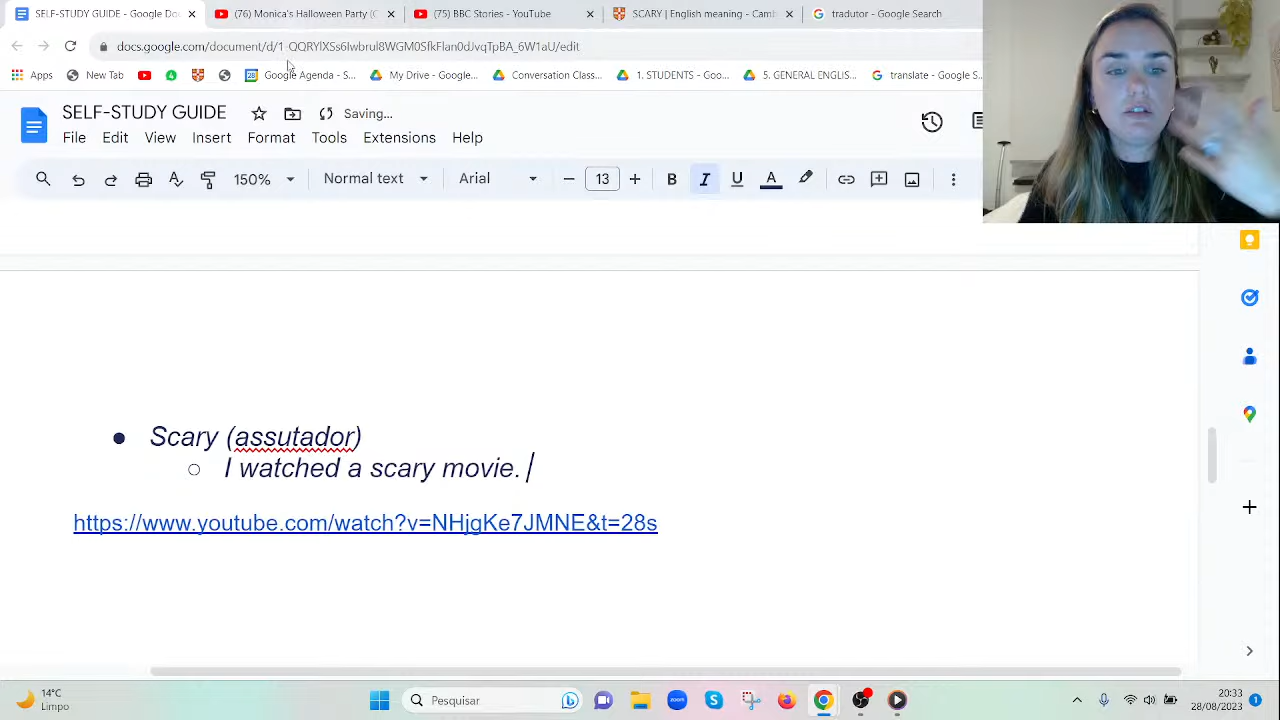 SELF-STUDY GUIDE - Google Do
(76) Monica's Halloween Party
(75) SCARY Stories - YouTube
SCARY | English meaning - Camb
tradutor - Google Search
Apps
New Tab
Google Agenda - S...
My Drive - Google...
Conversation Class...
1. STUDENTS - Goo...
5. GENERAL ENGLIS...
translate - Google S...
SELF-STUDY GUIDE
Saving...
File Edit View Insert Format Tools Extensions Help
150% Normal text Arial 13 B I U A
Scary (assutador)
I watched a scary movie.
https://www.youtube.com/watch?v=NHjgKe7JMNE&t=28s
14°C
Limpo
Pesquisar
zoom
20:33
28/08/2023
1